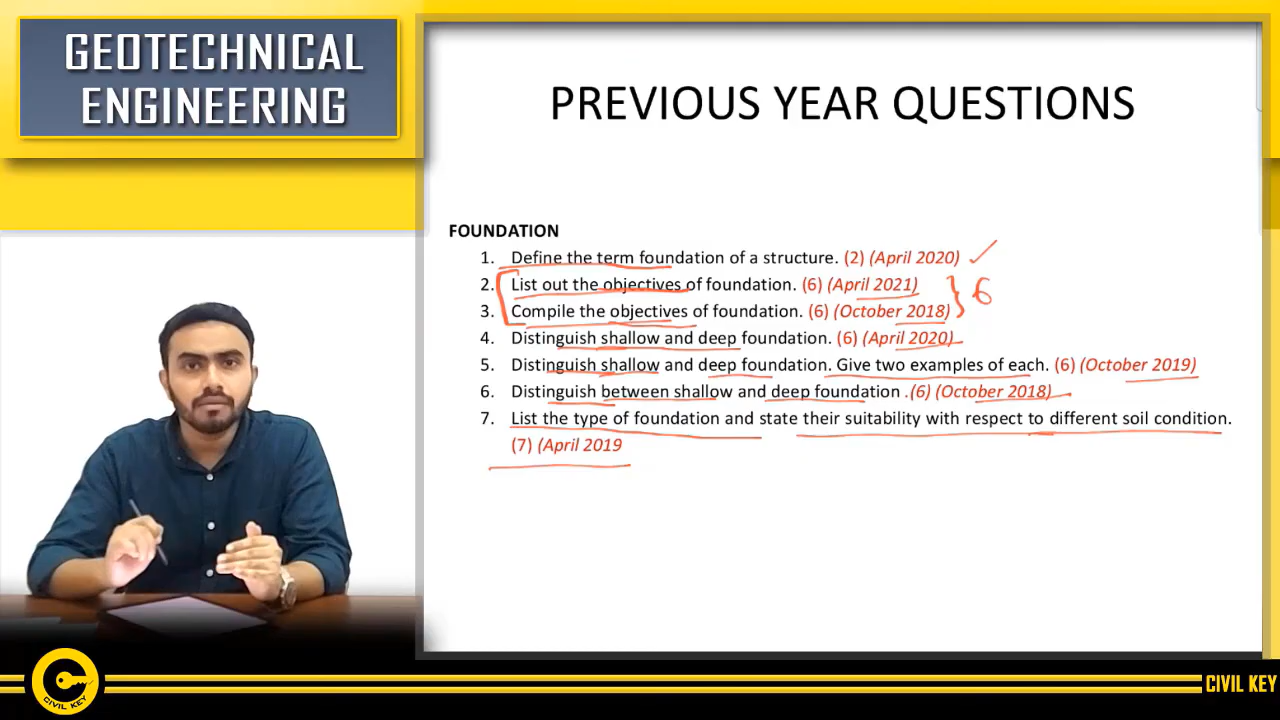 GEOTECHNICAL
ENGINEERING
PREVIOUS YEAR QUESTIONS
FOUNDATION
1. Define the term foundation of a structure. (2) (April 2020)
2. List out the objectives of foundation. (6) (April 2021)
6
3. Compile the objectives of foundation. (6) (October 2018)
4. Distinguish shallow and deep foundation. (6) (April 2020)
5. Distinguish shallow and deep foundation. Give two examples of each. (6) (October 2019)
6. Distinguish between shallow and deep foundation .(6) (October 2018)
7. List the type of foundation and state their suitability with respect to different soil condition.
(7) (April 2019
CIVIL KEY
CIVIL KEY